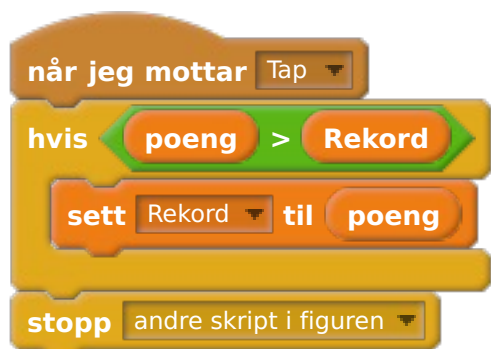 når jeg mottar Tap
hvis poeng > Rekord
sett Rekord til poeng
stopp andre skript i figuren